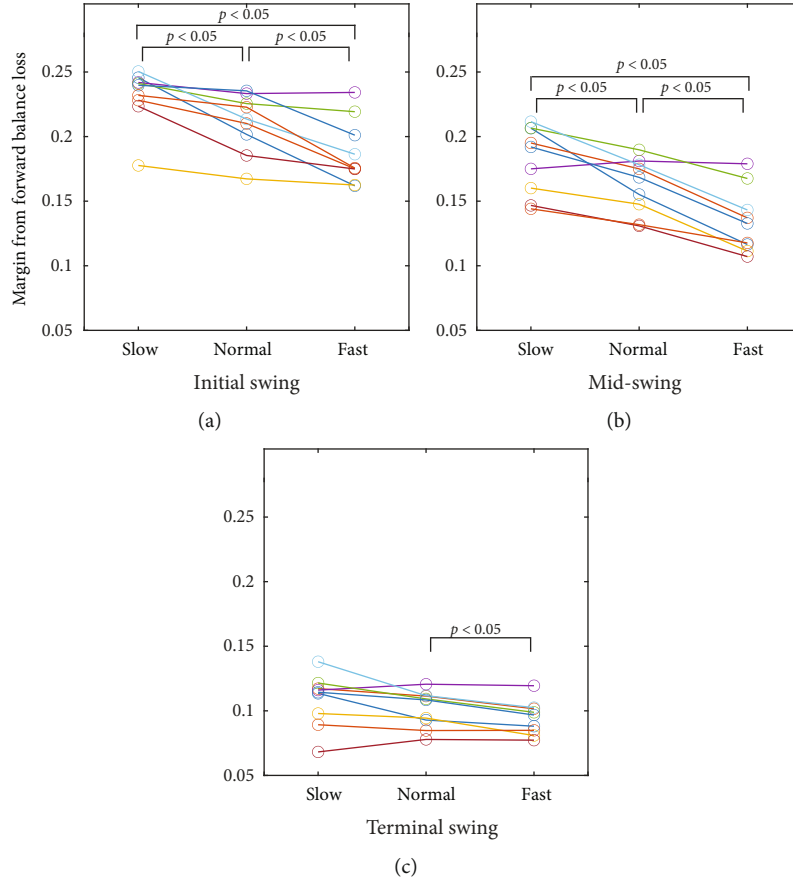 p < 0.05
p < 0.05 p < 0.05
0.25
0.2
0.15
0.1
0.05
Margin from forward balance loss
Slow Normal Fast
Initial swing
(a)
p < 0.05
p < 0.05 p < 0.05
0.25
0.2
0.15
0.1
0.05
Slow Normal Fast
Mid-swing
(b)
p < 0.05
0.25
0.2
0.15
0.1
0.05
Slow Normal Fast
Terminal swing
(c)